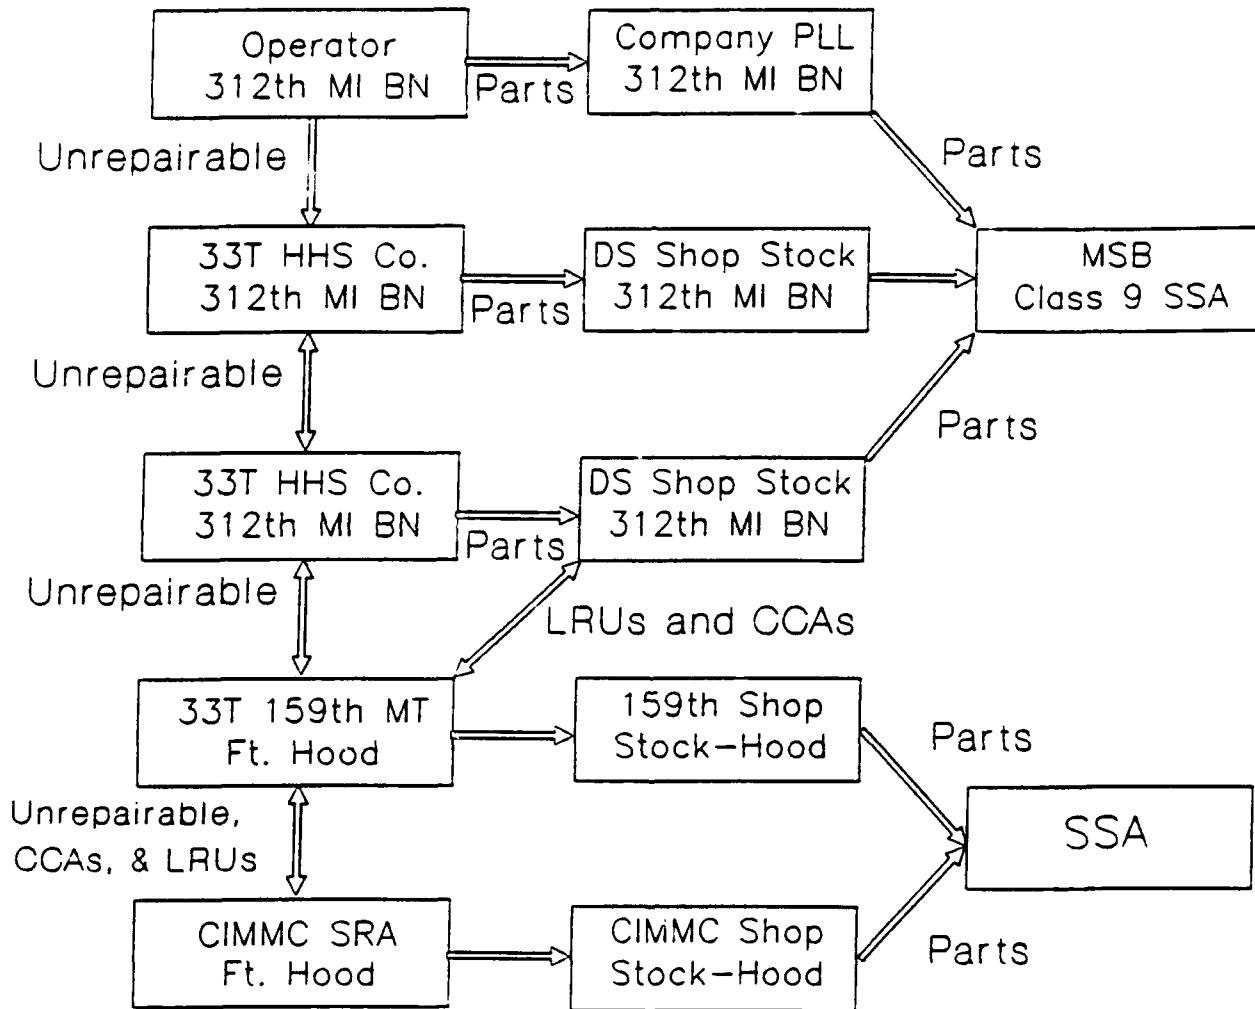 Operator
312th MI BN
Parts
Company PLL
312th MI BN
Unrepairable
Parts
33T HHS Co.
312th MI BN
Parts
DS Shop Stock
312th MI BN
MSB
Class 9 SSA
Unrepairable
Parts
33T HHS Co.
312th MI BN
Parts
DS Shop Stock
312th MI BN
Unrepairable
LRUs and CCAs
33T 159th MT
Ft. Hood
159th Shop
Stock-Hood
Parts
Unrepairable,
CCAs, & LRUs
SSA
CIMMC SRA
Ft. Hood
CIMMC Shop
Stock-Hood
Parts